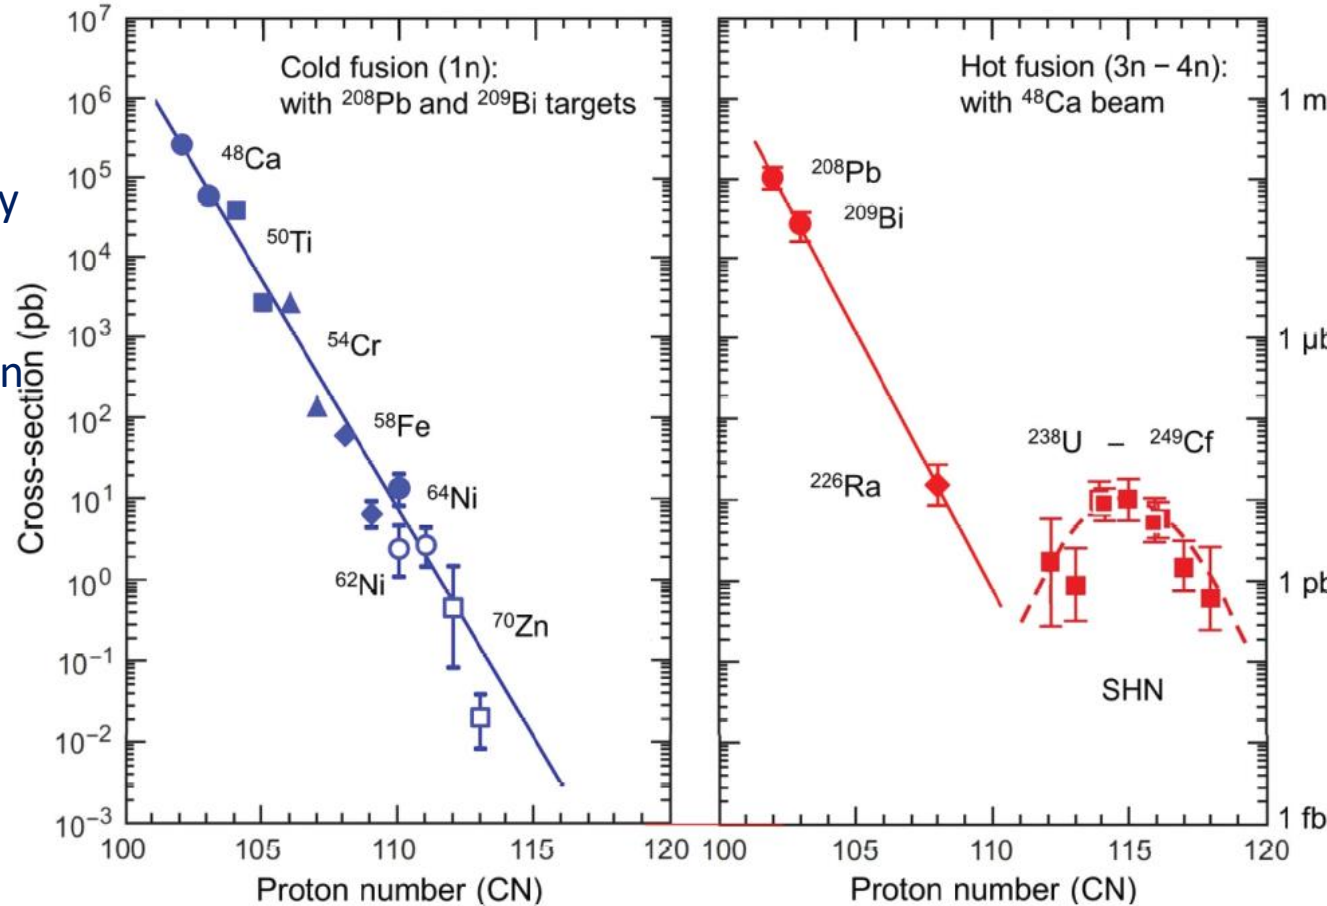 y
n
Cross-section (pb)
10⁷
10⁶
10⁵
10⁴
10³
10²
10¹
10⁰
10⁻¹
10⁻²
10⁻³
Cold fusion (1n):
with ²⁰⁸Pb and ²⁰⁹Bi targets
⁴⁸Ca
⁵⁰Ti
⁵⁴Cr
⁵⁸Fe
⁶⁴Ni
⁶²Ni
⁷⁰Zn
100 105 110 115 120
Proton number (CN)
Hot fusion (3n – 4n):
with ⁴⁸Ca beam
²⁰⁸Pb
²⁰⁹Bi
²³⁸U – ²⁴⁹Cf
²²⁶Ra
SHN
1 m
1 µb
1 pb
1 fb
100 105 110 115 120
Proton number (CN)